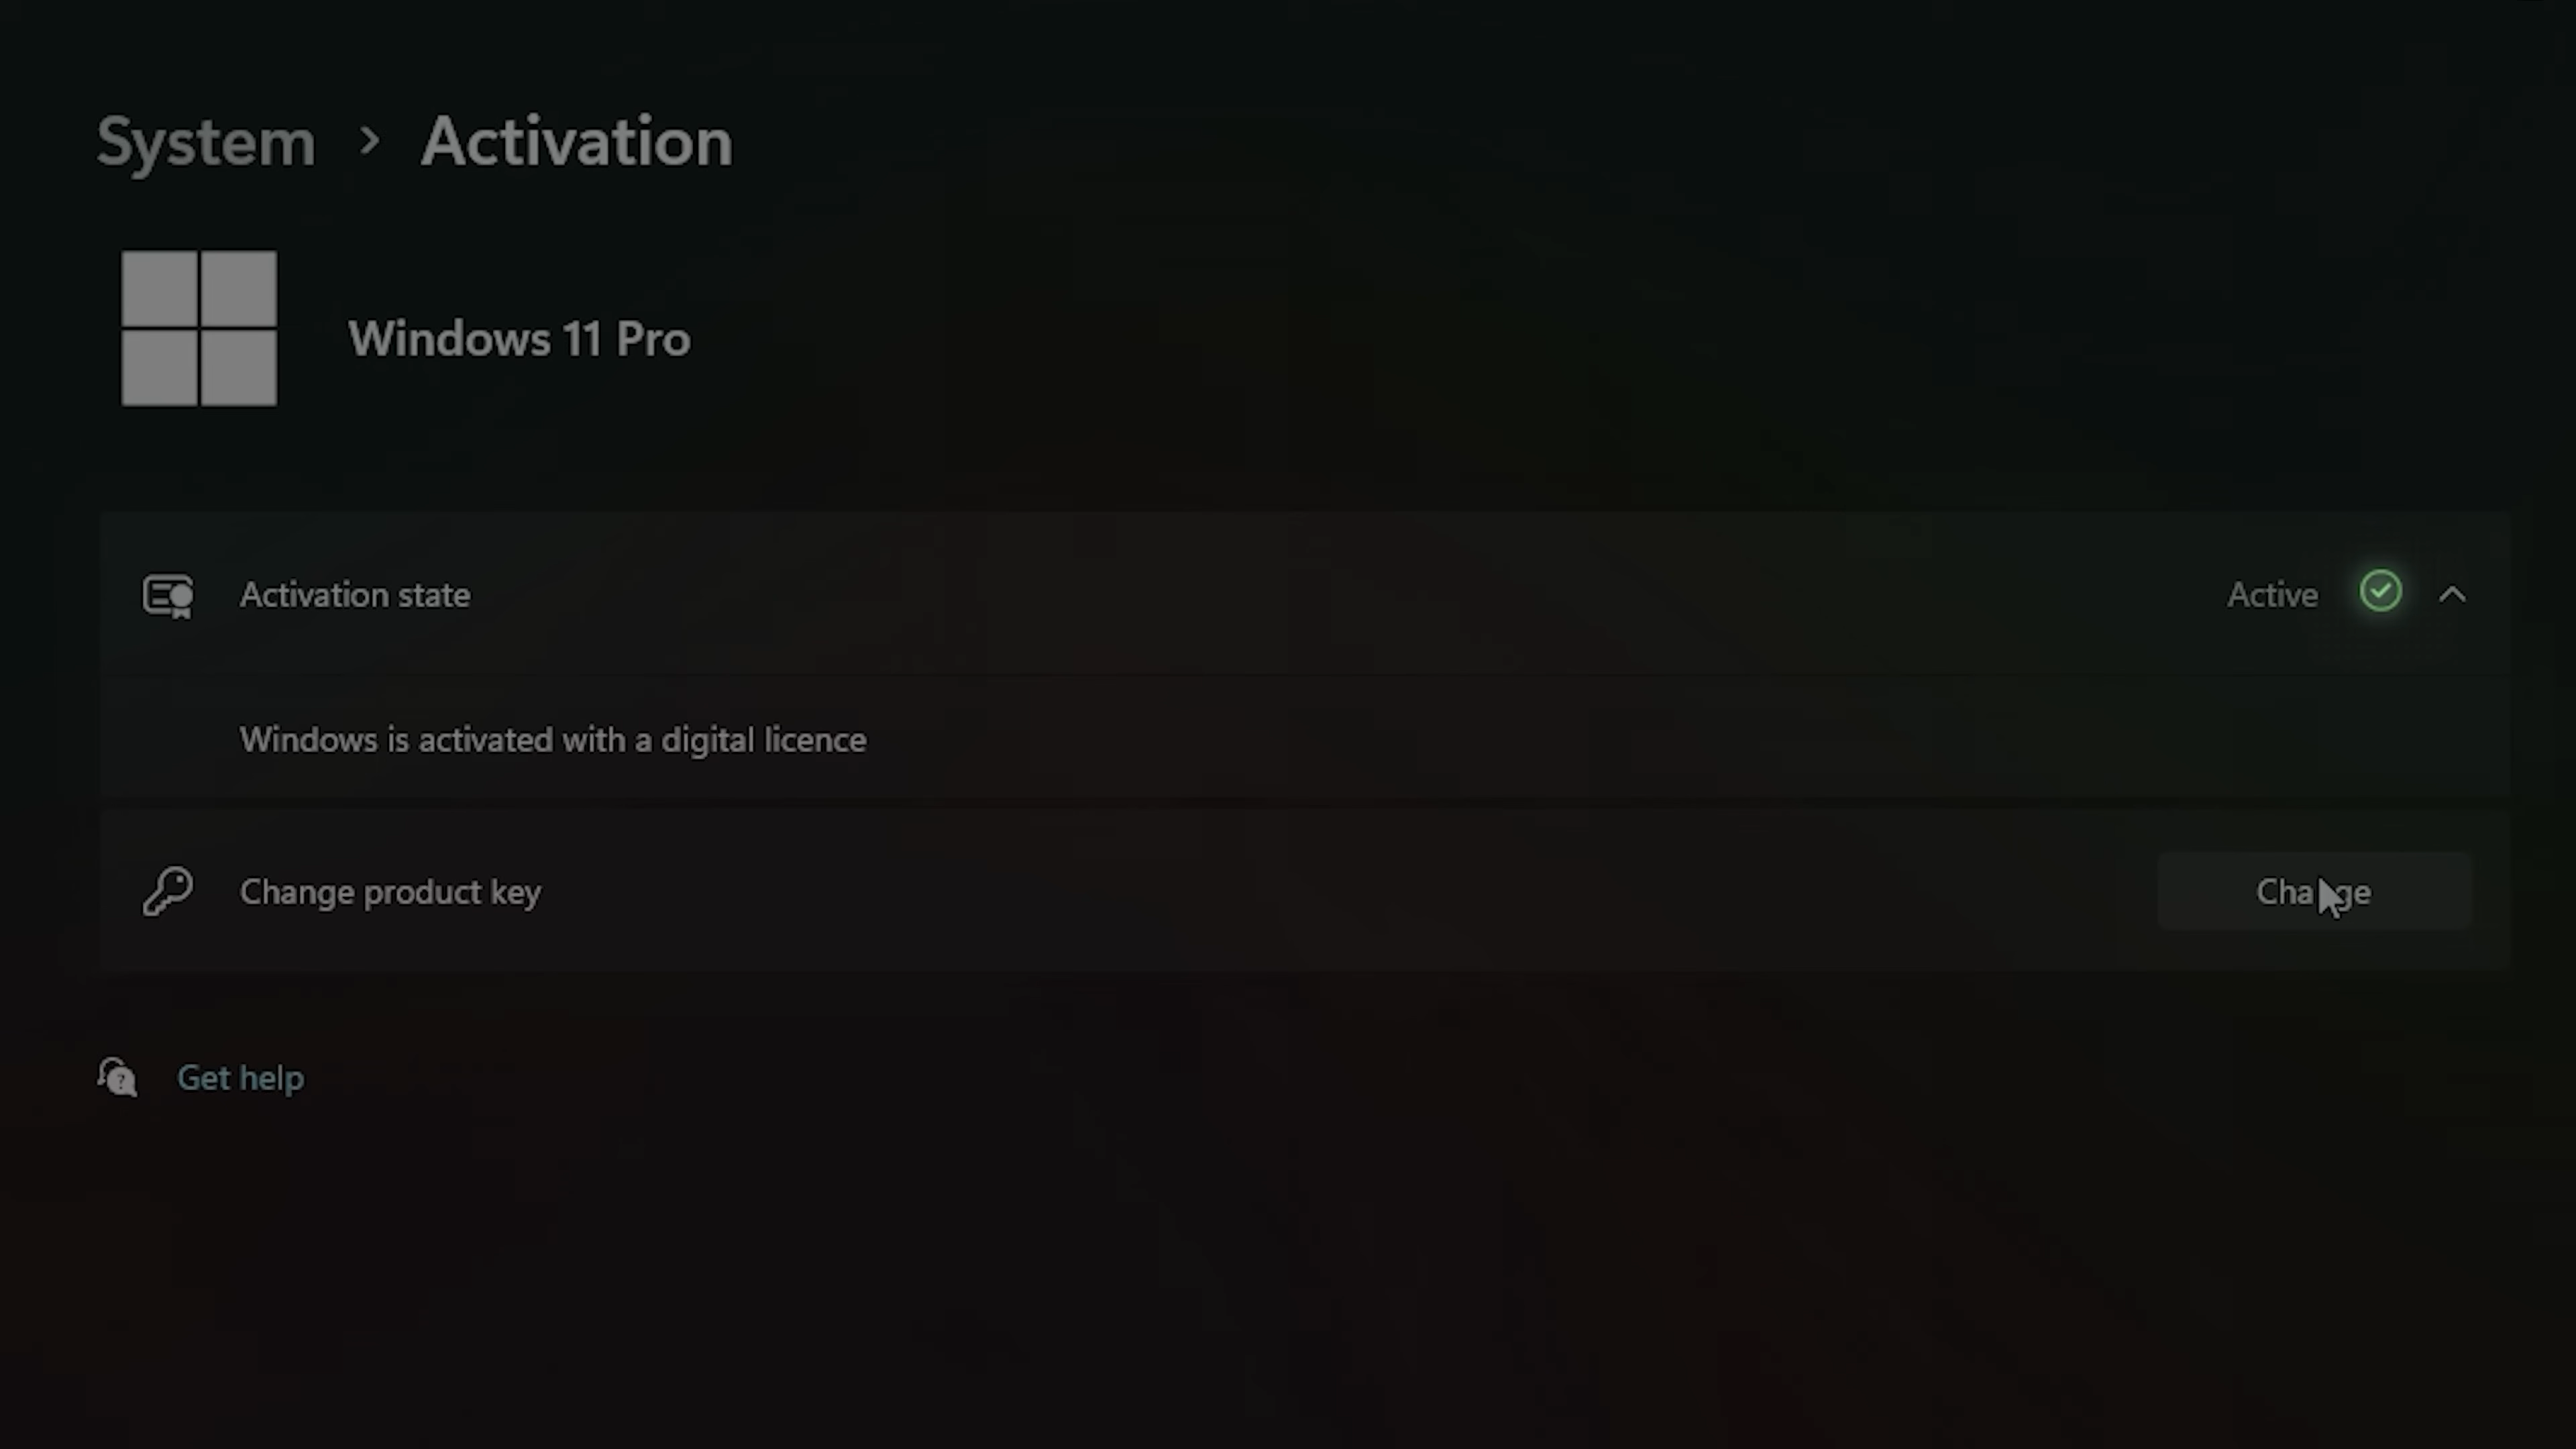 System > Activation
Windows 11 Pro
Activation state
Active
Windows is activated with a digital licence
Change product key
Change
Get help